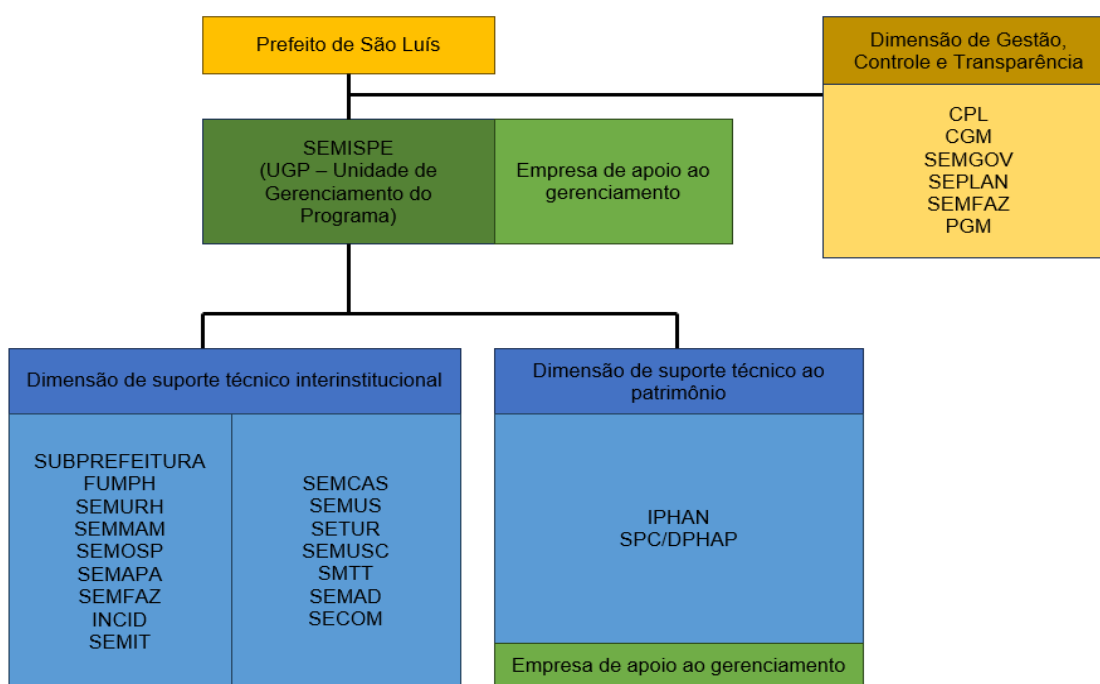 Prefeito de São Luís
Dimensão de Gestão,
Controle e Transparência
CPL
CGM
SEMGOV
SEPLAN
SEMFAZ
PGM
SEMISPE
(UGP – Unidade de
Gerenciamento do
Programa)
Empresa de apoio ao
gerenciamento
Dimensão de suporte técnico interinstitucional
SUBPREFEITURA
FUMPH
SEMURH
SEMMAM
SEMOSP
SEMAPA
SEMFAZ
INCID
SEMIT
SEMCAS
SEMUS
SETUR
SEMUSC
SMTT
SEMAD
SECOM
Dimensão de suporte técnico ao
patrimônio
IPHAN
SPC/DPHAP
Empresa de apoio ao gerenciamento